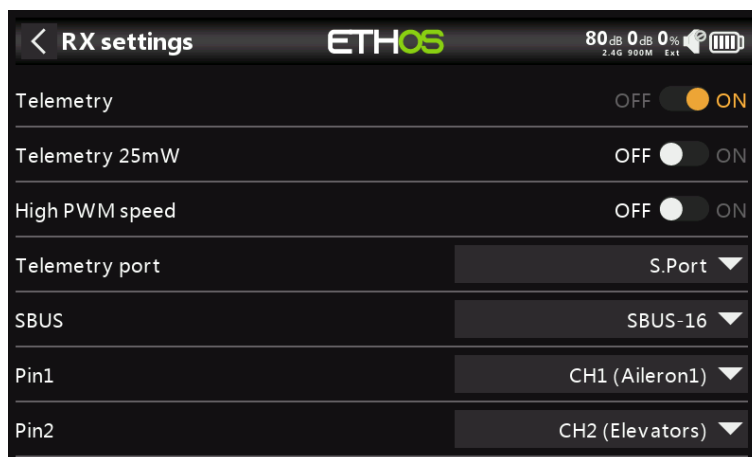 RX settings ETHOS 80dB 0dB 0%
2.4G 900M Ext
Telemetry OFF ON
Telemetry 25mW OFF ON
High PWM speed OFF ON
Telemetry port S.Port
SBUS SBUS-16
Pin1 CH1 (Aileron1)
Pin2 CH2 (Elevators)